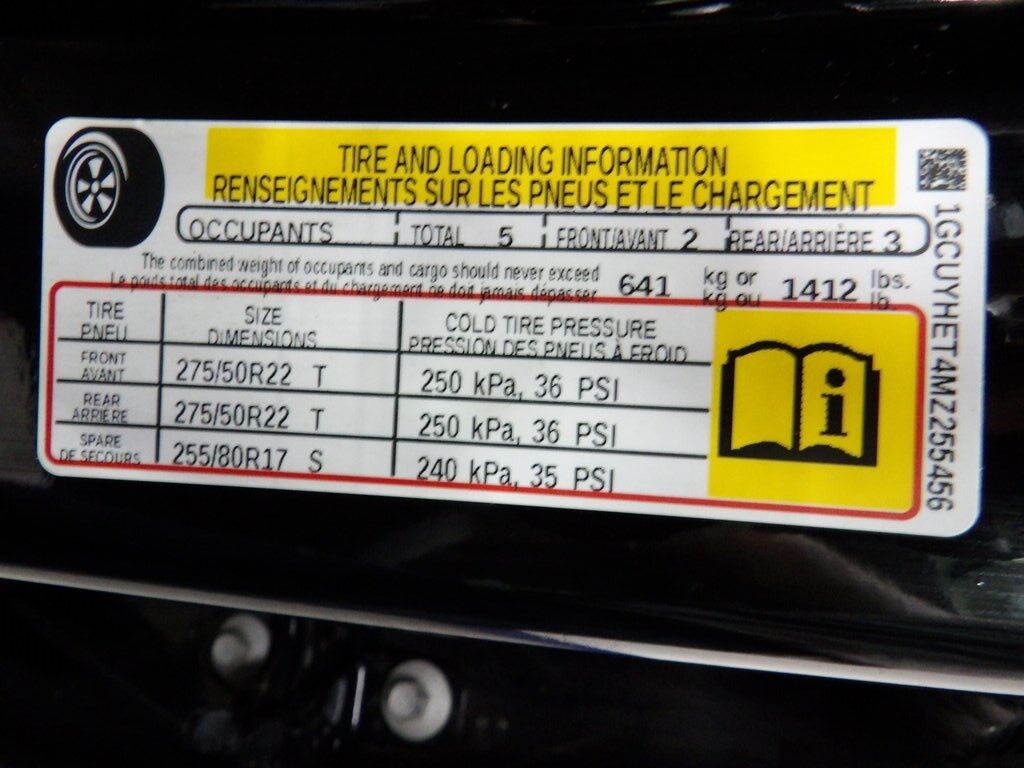 TIRE AND LOADING INFORMATION
RENSEIGNEMENTS SUR LES PNEUS ET LE CHARGEMENT
OCCUPANTS TOTAL 5 FRONT/AVANT 2 REAR/ARRIÈRE 3
The combined weight of occupants and cargo should never exceed 641 kg or 1412 lbs.
Le poids total des occupants et du chargement ne doit jamais dépasser kg ou lb.
TIRE SIZE COLD TIRE PRESSURE
PNEU DIMENSIONS PRESSION DES PNEUS À FROID
FRONT
AVANT 275/50R22 T 250 kPa, 36 PSI
REAR
ARRIÈRE 275/50R22 T 250 kPa, 36 PSI
SPARE
DE SECOURS 255/80R17 S 240 kPa, 35 PSI
i
1GCUYHET4MZ255456